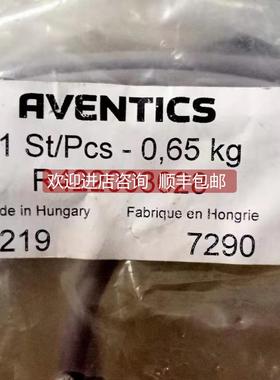 AVENTICS
1 St/Pcs - 0,65 kg
欢迎进店咨询 顺丰包邮
de in Hungary
Fabrique en Hongrie
219
7290